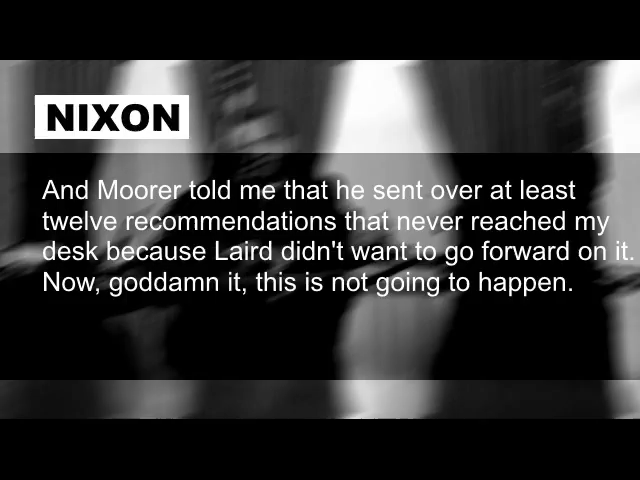 NIXON
And Moorer told me that he sent over at least
twelve recommendations that never reached my
desk because Laird didn't want to go forward on it.
Now, goddamn it, this is not going to happen.